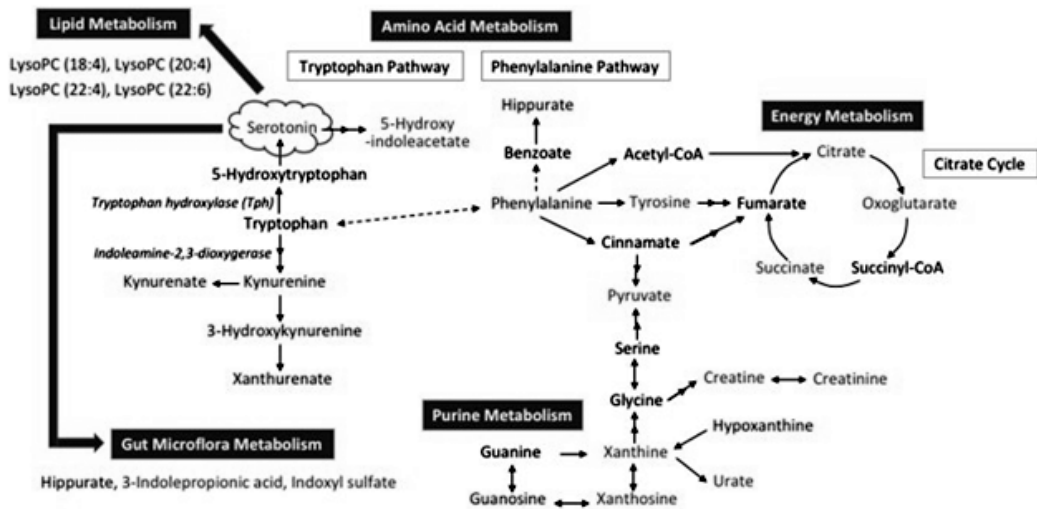 Lipid Metabolism
LysoPC (18:4), LysoPC (20:4)
LysoPC (22:4), LysoPC (22:6)
Amino Acid Metabolism
Tryptophan Pathway
Phenylalanine Pathway
Serotonin
5-Hydroxy
-indoleacetate
5-Hydroxytryptophan
Tryptophan hydroxylase (Tph)
Tryptophan
Indoleamine-2,3-dioxygerase
Kynurenate
Kynurenine
3-Hydroxykynurenine
Xanthurenate
Hippurate
Benzoate
Phenylalanine
Acetyl-CoA
Tyrosine
Fumarate
Cinnamate
Pyruvate
Serine
Glycine
Creatine
Creatinine
Energy Metabolism
Citrate Cycle
Citrate
Oxoglutarate
Succinyl-CoA
Succinate
Purine Metabolism
Guanine
Xanthine
Hypoxanthine
Urate
Guanosine
Xanthosine
Gut Microflora Metabolism
Hippurate, 3-Indolepropionic acid, Indoxyl sulfate